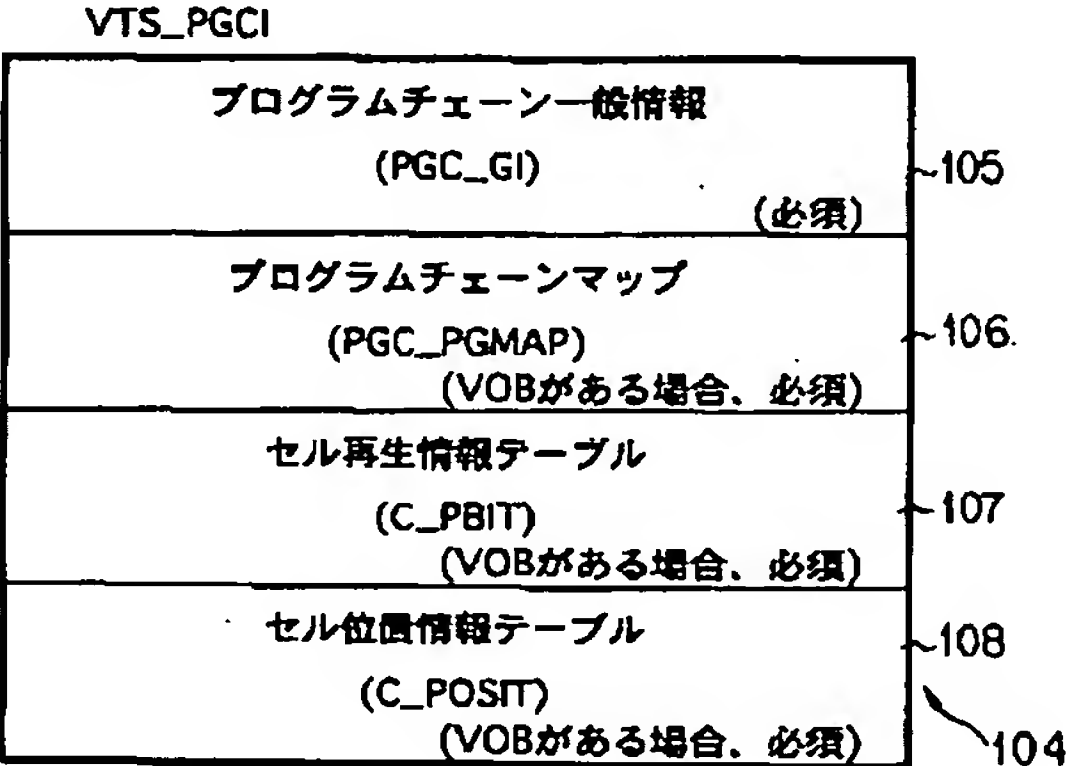 VTS_PGCI
プログラムチェーン一般情報
(PGC_GI)
105
(必須)
プログラムチェーンマップ
(PGC_PGMAP)
106
(VOBがある場合、必須)
セル再生情報テーブル
(C_PBIT)
107
(VOBがある場合、必須)
セル位置情報テーブル
108
(C_POSIT)
(VOBがある場合、必須)
104